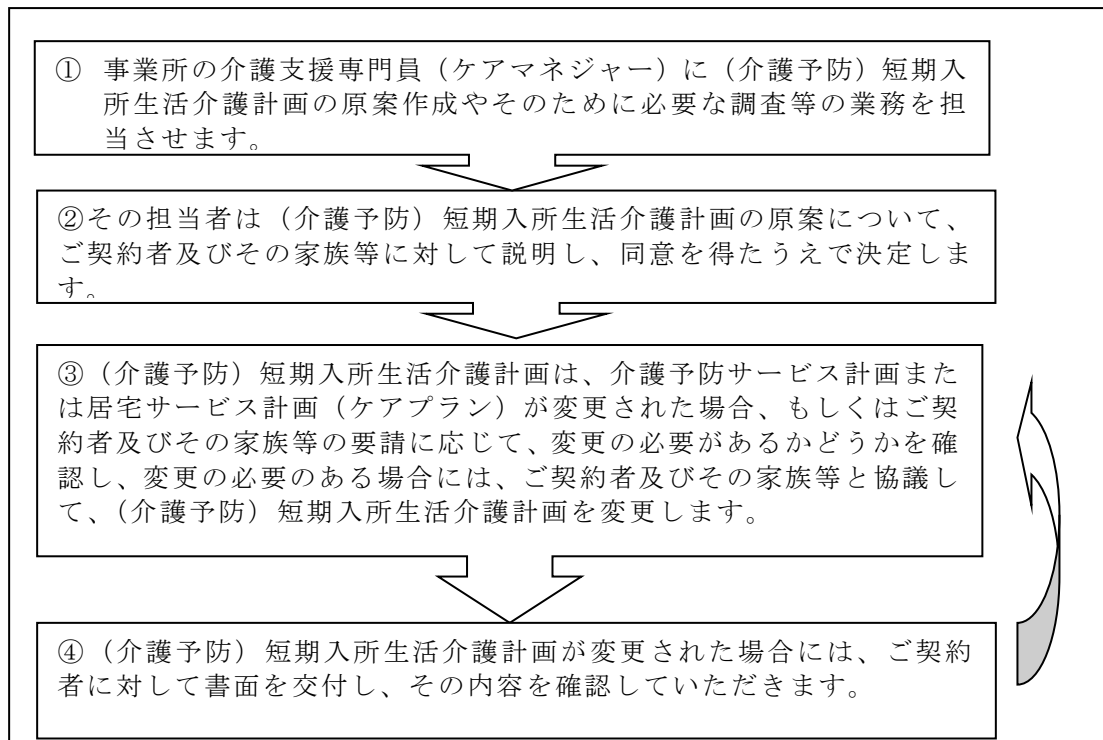 ① 事業所の介護支援専門員（ケアマネジャー）に（介護予防）短期入
所生活介護計画の原案作成やそのために必要な調査等の業務を担
当させます。
②その担当者は（介護予防）短期入所生活介護計画の原案について、
ご契約者及びその家族等に対して説明し、同意を得たうえで決定しま
す。
③（介護予防）短期入所生活介護計画は、介護予防サービス計画また
は居宅サービス計画（ケアプラン）が変更された場合、もしくはご契
約者及びその家族等の要請に応じて、変更の必要があるかどうかを確
認し、変更の必要のある場合には、ご契約者及びその家族等と協議し
て、（介護予防）短期入所生活介護計画を変更します。
④（介護予防）短期入所生活介護計画が変更された場合には、ご契約
者に対して書面を交付し、その内容を確認していただきます。